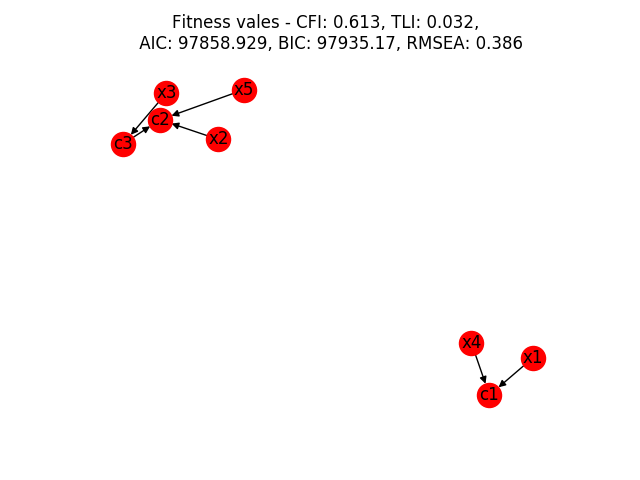 Fitness vales - CFI: 0.613, TLI: 0.032,
AIC: 97858.929, BIC: 97935.17, RMSEA: 0.386
x3
x5
c2
c3
x2
x4
x1
c1